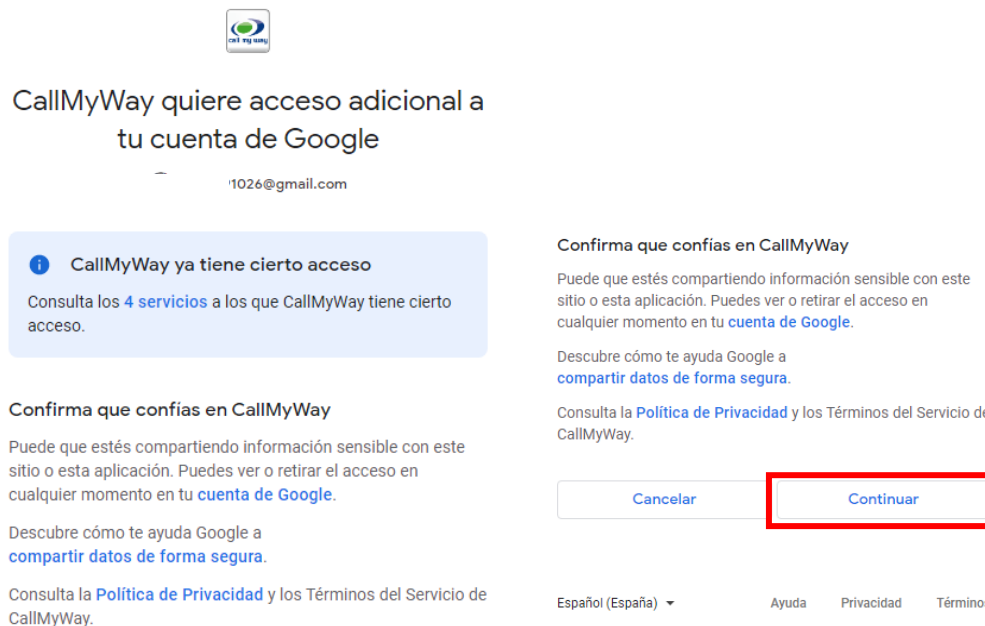 call my way
CallMyWay quiere acceso adicional a
tu cuenta de Google
1026@gmail.com
CallMyWay ya tiene cierto acceso
Consulta los 4 servicios a los que CallMyWay tiene cierto
acceso.
Confirma que confías en CallMyWay
Puede que estés compartiendo información sensible con este
sitio o esta aplicación. Puedes ver o retirar el acceso en
cualquier momento en tu cuenta de Google.
Descubre cómo te ayuda Google a
compartir datos de forma segura.
Consulta la Política de Privacidad y los Términos del Servicio de
CallMyWay.
Confirma que confías en CallMyWay
Puede que estés compartiendo información sensible con este
sitio o esta aplicación. Puedes ver o retirar el acceso en
cualquier momento en tu cuenta de Google.
Descubre cómo te ayuda Google a
compartir datos de forma segura.
Consulta la Política de Privacidad y los Términos del Servicio de
CallMyWay.
Cancelar Continuar
Español (España) Ayuda Privacidad Términos